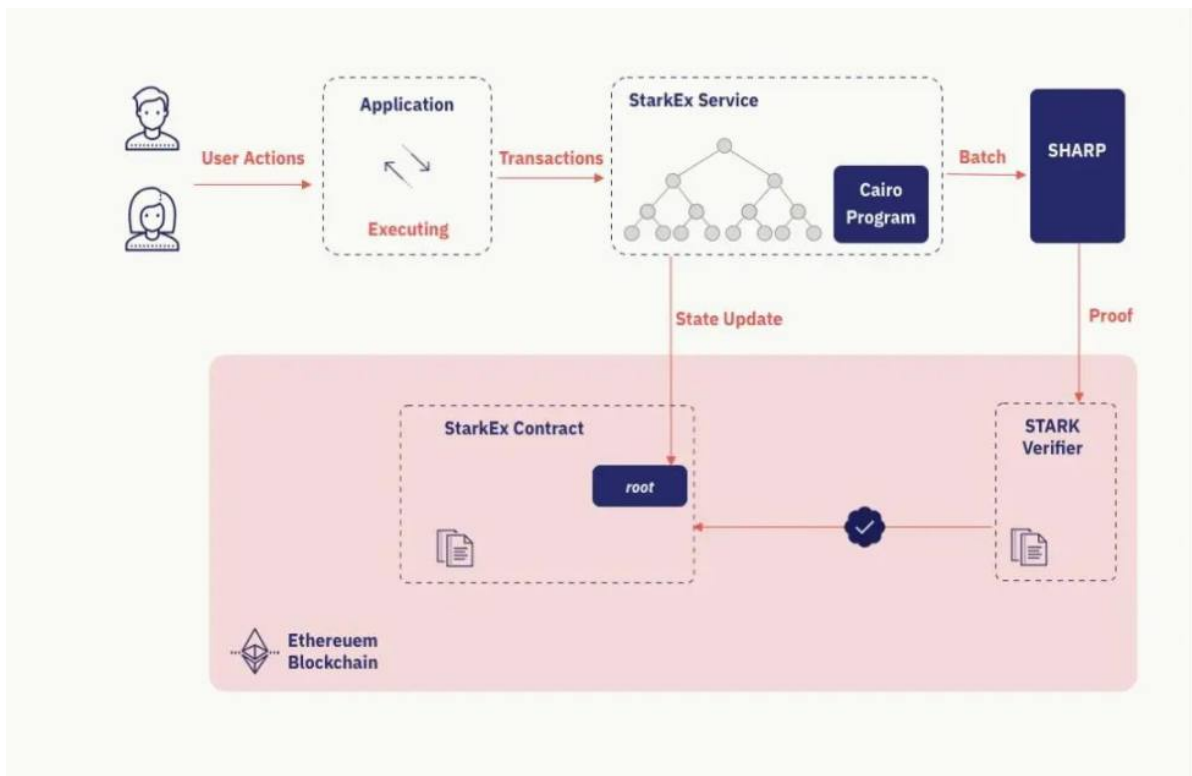 Application
StarkEx Service
SHARP
User Actions
Transactions
Batch
Cairo
Program
Executing
State Update
Proof
StarkEx Contract
STARK
Verifier
root
Ethereuem
Blockchain